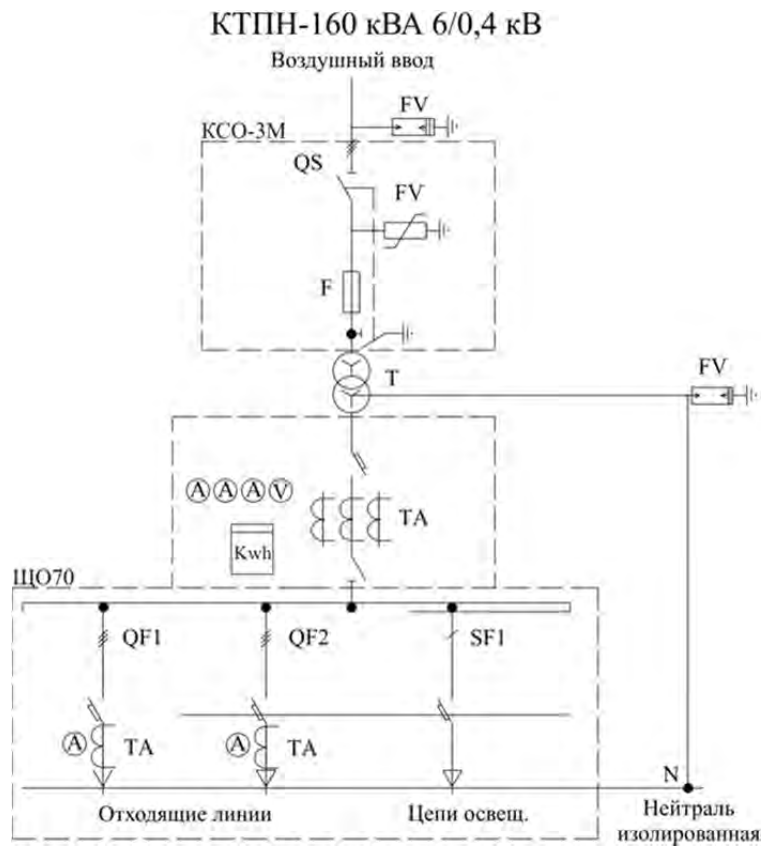 КТПН-160 кВА 6/0,4 кВ
Воздушный ввод
FV
КСО-3М
QS
FV
F
T
FV
A A A V
TA
Kwh
ЩО70
QF1
QF2
SF1
A
TA
A
TA
N
Отходящие линии
Цепи освещ.
Нейтраль
изолированная